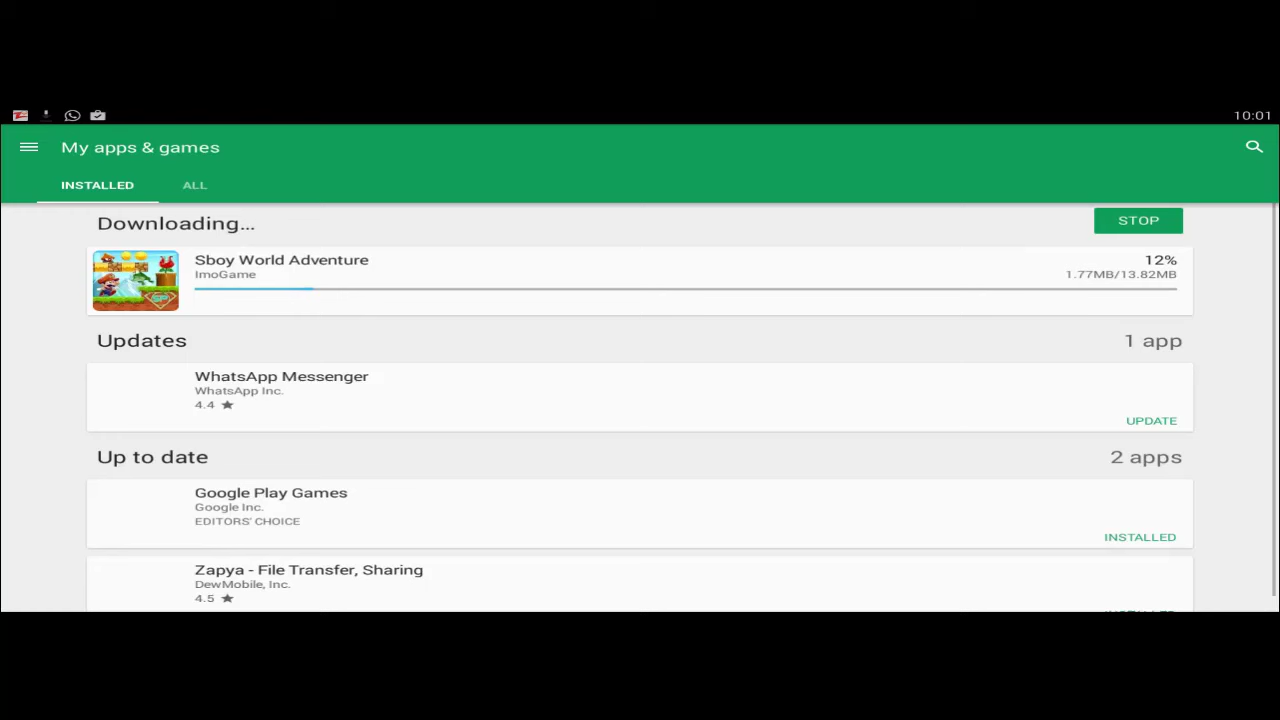 10:01
My apps & games
INSTALLED ALL
Downloading... STOP
Sboy World Adventure 12%
ImoGame 1.77MB/13.82MB
Updates 1 app
WhatsApp Messenger
WhatsApp Inc.
4.4 ★
UPDATE
Up to date 2 apps
Google Play Games
Google Inc.
EDITORS' CHOICE
INSTALLED
Zapya - File Transfer, Sharing
DewMobile, Inc.
4.5 ★